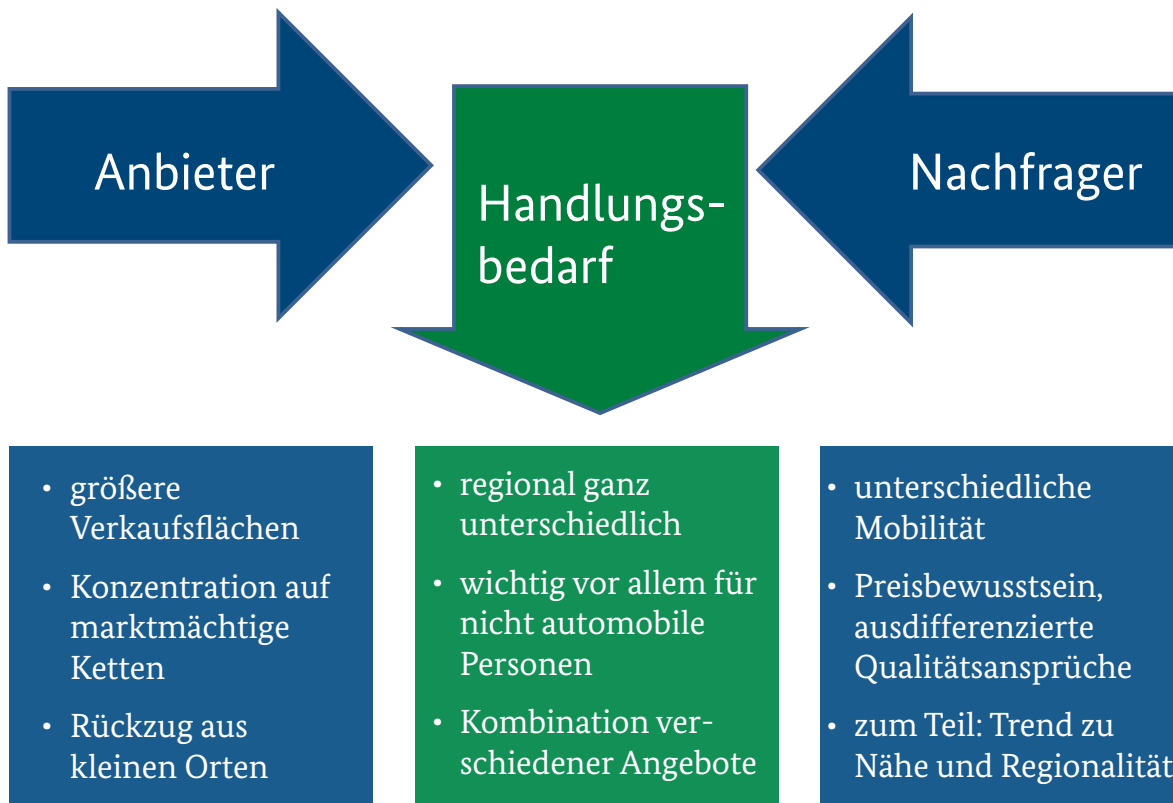 Anbieter
Handlungs-
bedarf
Nachfrager
• größere
Verkaufsflächen
• Konzentration auf
marktmächtige
Ketten
• Rückzug aus
kleinen Orten
• regional ganz
unterschiedlich
• wichtig vor allem für
nicht automobile
Personen
• Kombination ver-
schiedener Angebote
• unterschiedliche
Mobilität
• Preisbewusstsein,
ausdifferenzierte
Qualitätsansprüche
• zum Teil: Trend zu
Nähe und Regionalität